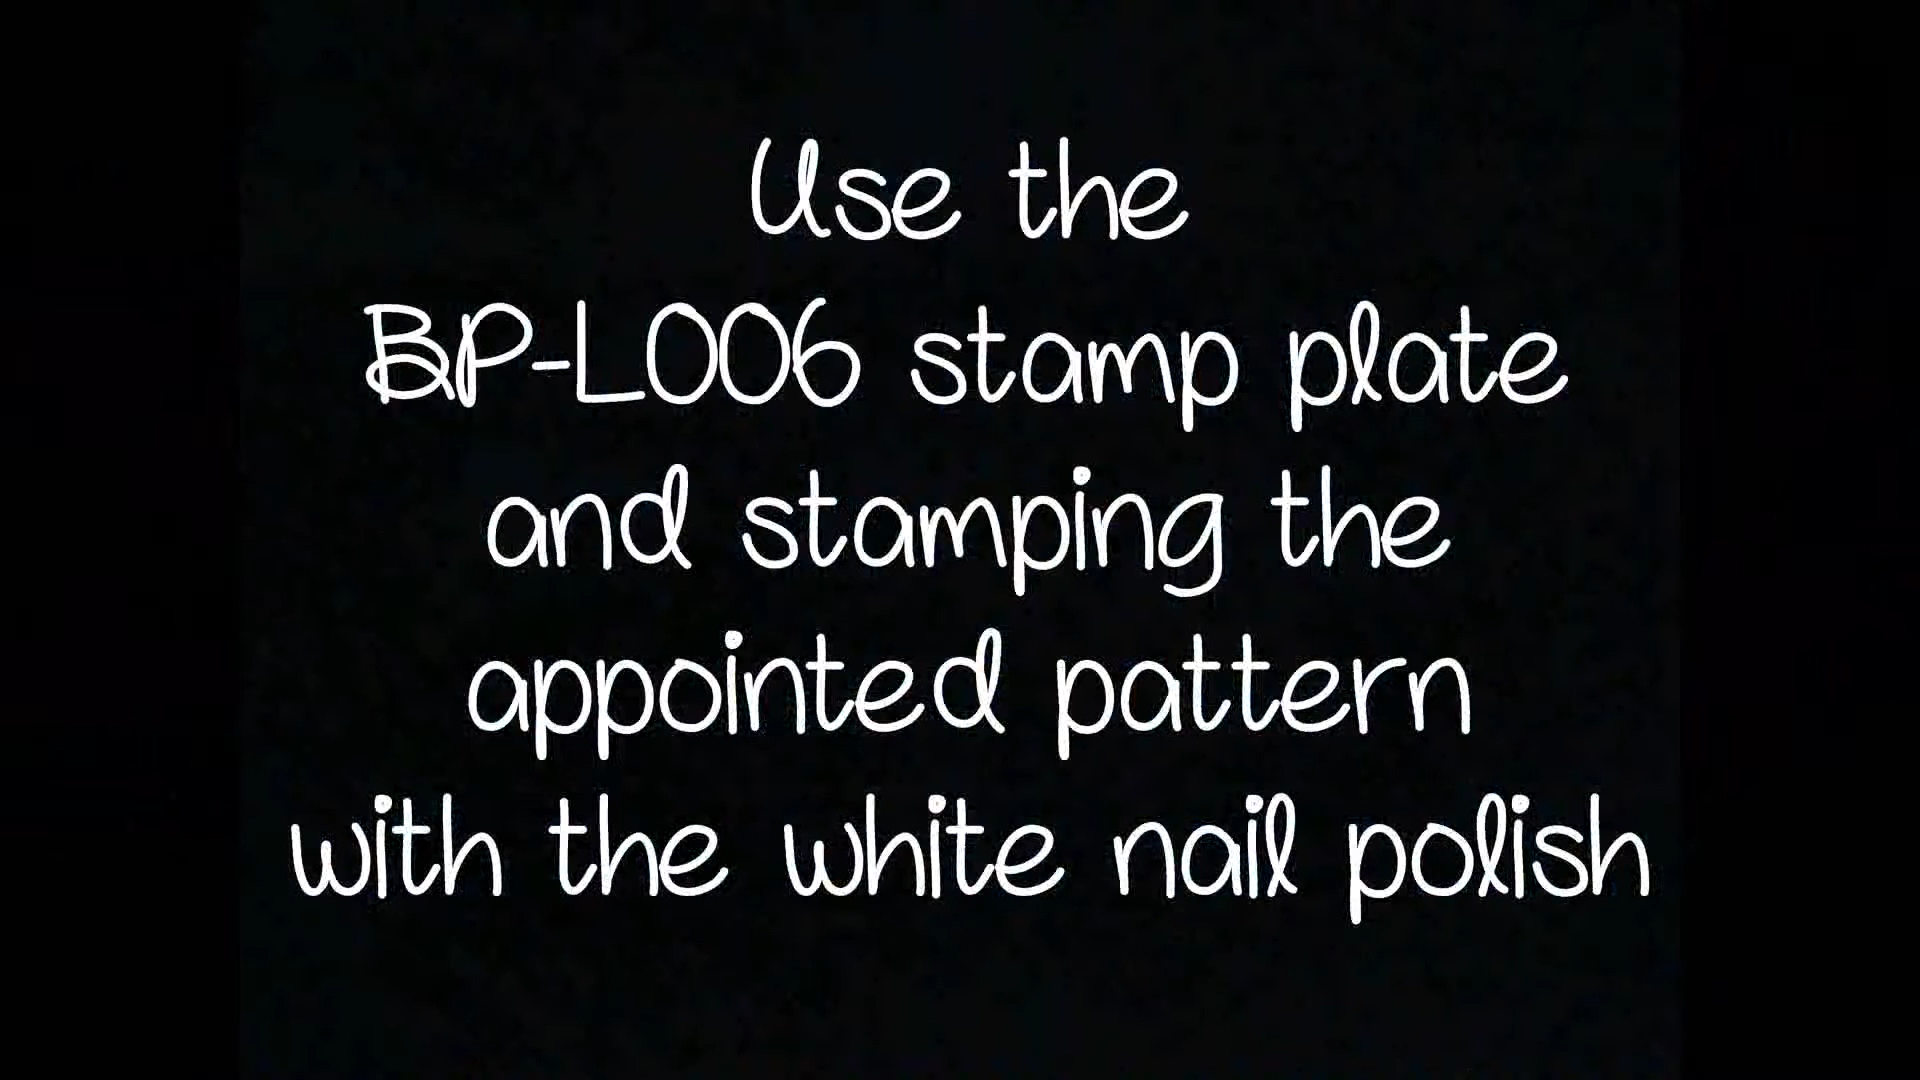 Use the
BP-L006 stamp plate
and stamping the
appointed pattern
with the white nail polish